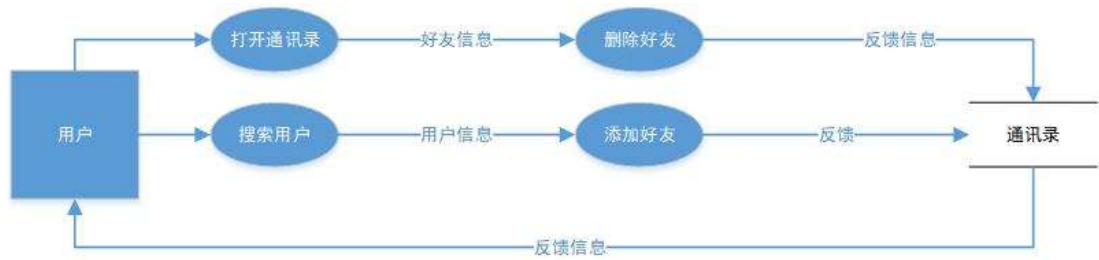 打开通讯录
好友信息
删除好友
反馈信息
用户
搜索用户
用户信息
添加好友
反馈
通讯录
反馈信息